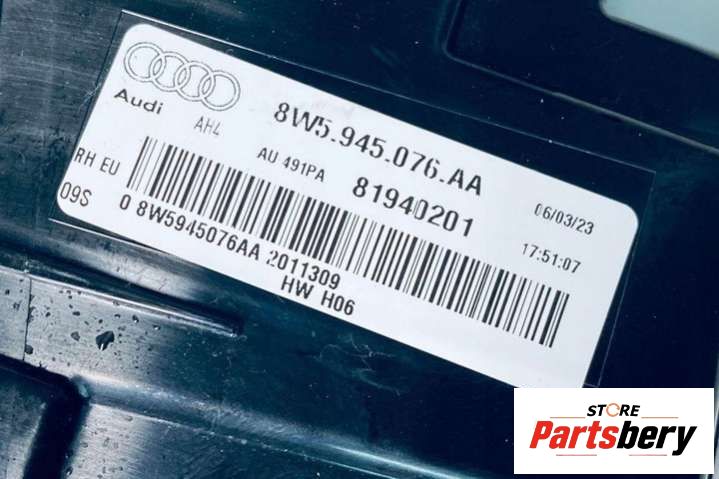 8W5.945.076.AA
Audi
AH4
AU 491PA
81940201
06/03/23
RH EU
09S
17:51:07
0 8W5945076AA 2011309
HW H06
STORE
Partsbery